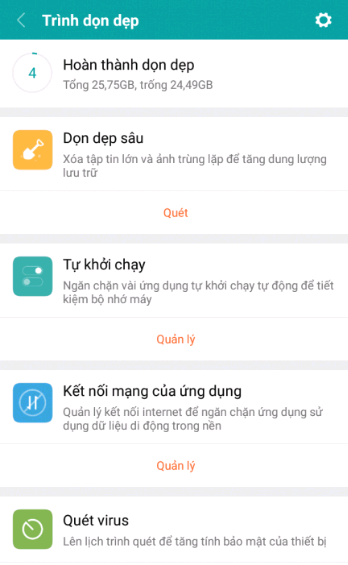 Trình dọn dẹp
4
Hoàn thành dọn dẹp
Tổng 25,75GB, trống 24,49GB
Dọn dẹp sâu
Xóa tập tin lớn và ảnh trùng lặp để tăng dung lượng
lưu trữ
Quét
Tự khởi chạy
Ngăn chặn vài ứng dụng tự khởi chạy tự động để tiết
kiệm bộ nhớ máy
Quản lý
Kết nối mạng của ứng dụng
Quản lý kết nối internet để ngăn chặn ứng dụng sử
dụng dữ liệu di động trong nền
Quản lý
Quét virus
Lên lịch trình quét để tăng tính bảo mật của thiết bị